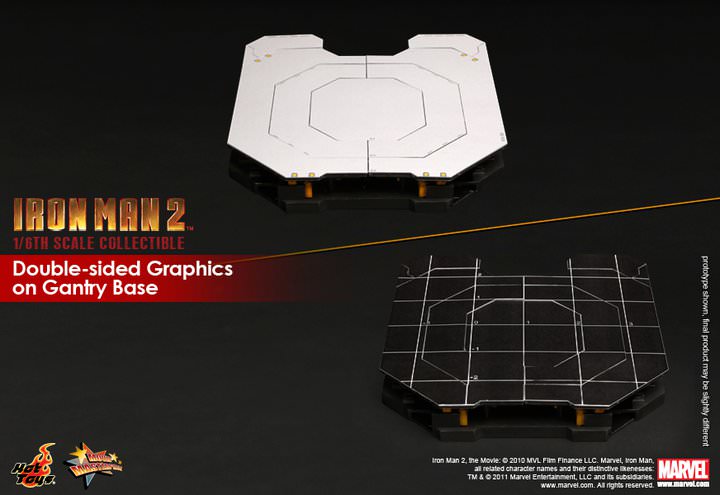 IRON MAN 2 ™
1/6TH SCALE COLLECTIBLE
Double-sided Graphics
on Gantry Base
prototype shown, final product may be slightly different
Hot Toys
Iron Man 2, the Movie: © 2010 MVL Film Finance LLC. Marvel, Iron Man,
all related character names and their distinctive likenesses:
TM & © 2011 Marvel Entertainment, LLC and its subsidiaries.
www.marvel.com. All rights reserved.
MARVEL
www.marvel.com